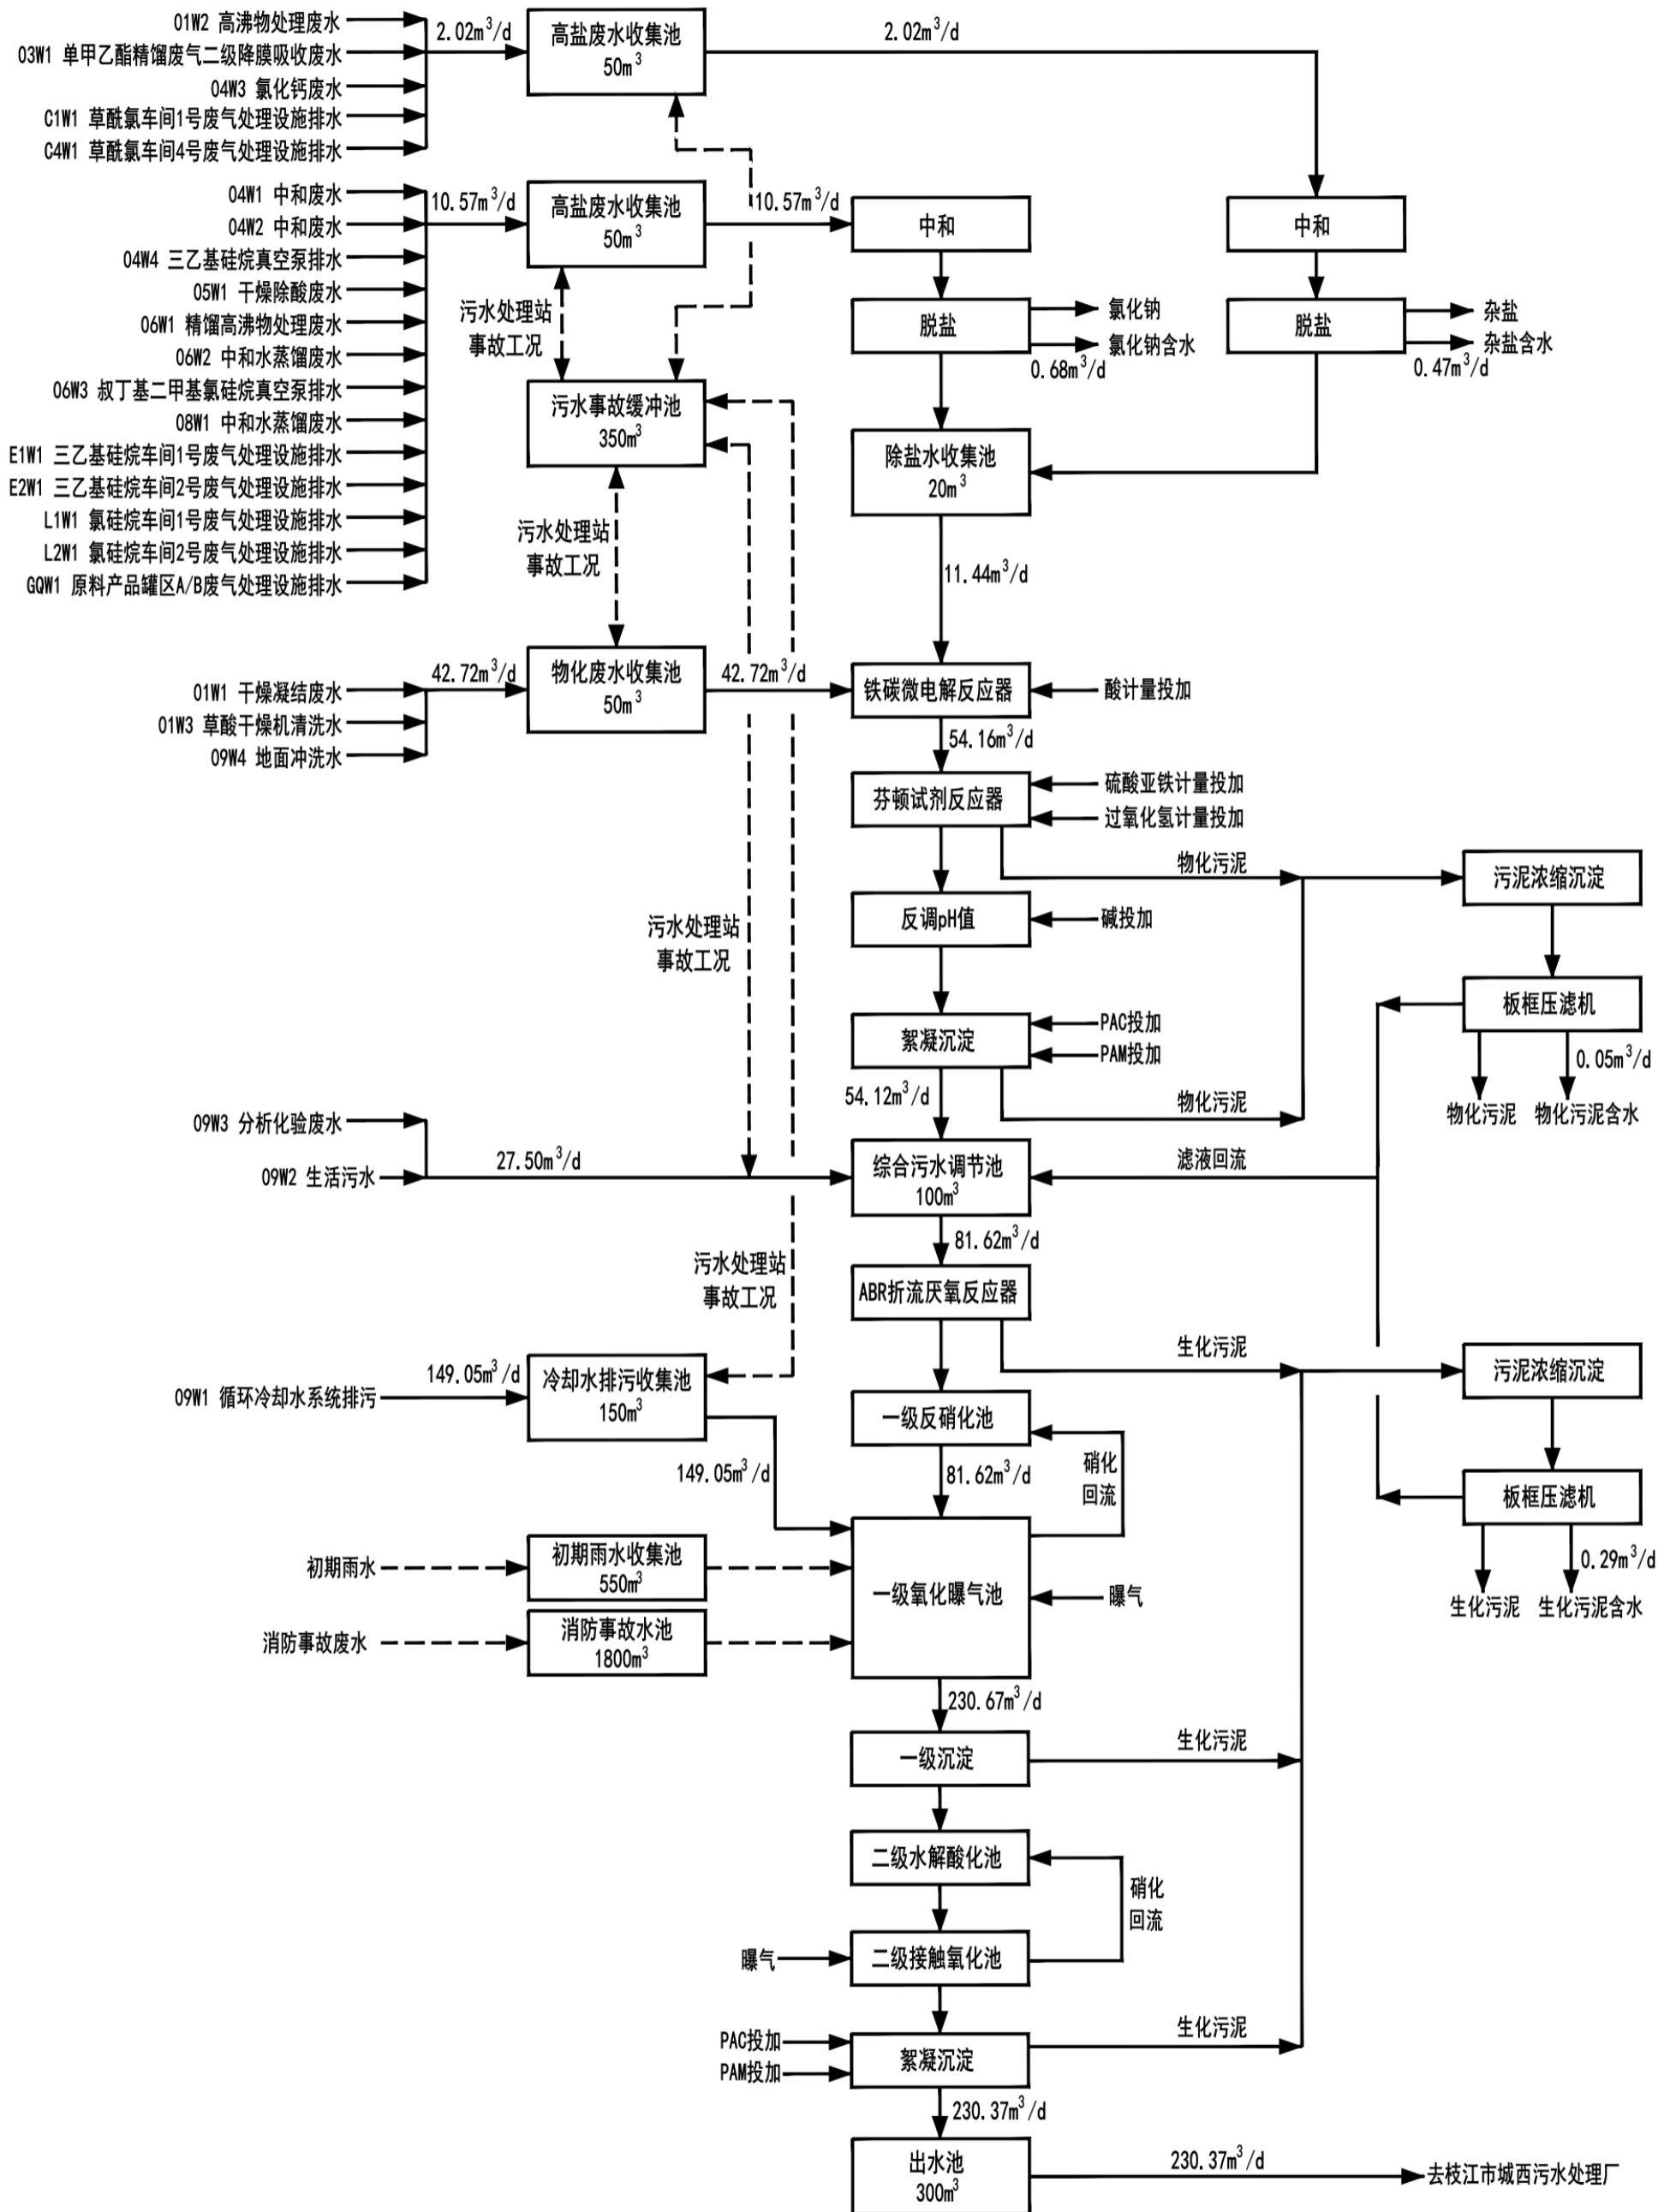 01W2 高沸物处理废水
03W1 单甲乙酯精馏废气二级降膜吸收废水
04W3 氯化钙废水
C1W1 草酰氯车间1号废气处理设施排水
C4W1 草酰氯车间4号废气处理设施排水
2.02m³/d
高盐废水收集池
50m³
2.02m³/d
04W1 中和废水
04W2 中和废水
04W4 三乙基硅烷真空泵排水
05W1 干燥除酸废水
06W1 精馏高沸物处理废水
06W2 中和水蒸馏废水
06W3 叔丁基二甲基氯硅烷真空泵排水
08W1 中和水蒸馏废水
E1W1 三乙基硅烷车间1号废气处理设施排水
E2W1 三乙基硅烷车间2号废气处理设施排水
L1W1 氯硅烷车间1号废气处理设施排水
L2W1 氯硅烷车间2号废气处理设施排水
GQW1 原料产品罐区A/B废气处理设施排水
10.57m³/d
高盐废水收集池
50m³
10.57m³/d
中和
中和
脱盐
氯化钠
氯化钠含水
0.68m³/d
脱盐
杂盐
杂盐含水
0.47m³/d
污水处理站
事故工况
污水事故缓冲池
350m³
除盐水收集池
20m³
污水处理站
事故工况
11.44m³/d
01W1 干燥凝结废水
01W3 草酸干燥机清洗水
09W4 地面冲洗水
42.72m³/d
物化废水收集池
50m³
42.72m³/d
铁碳微电解反应器
酸计量投加
54.16m³/d
芬顿试剂反应器
硫酸亚铁计量投加
过氧化氢计量投加
物化污泥
污泥浓缩沉淀
反调pH值
碱投加
污水处理站
事故工况
板框压滤机
絮凝沉淀
PAC投加
PAM投加
0.05m³/d
物化污泥
物化污泥含水
54.12m³/d
物化污泥
09W3 分析化验废水
09W2 生活污水
27.50m³/d
综合污水调节池
100m³
滤液回流
81.62m³/d
污水处理站
事故工况
ABR折流厌氧反应器
生化污泥
污泥浓缩沉淀
09W1 循环冷却水系统排污
149.05m³/d
冷却水排污收集池
150m³
149.05m³/d
一级反硝化池
81.62m³/d
硝化
回流
板框压滤机
0.29m³/d
生化污泥
生化污泥含水
初期雨水
初期雨水收集池
550m³
一级氧化曝气池
曝气
消防事故废水
消防事故水池
1800m³
230.67m³/d
一级沉淀
生化污泥
二级水解酸化池
硝化
回流
曝气
二级接触氧化池
生化污泥
PAC投加
PAM投加
絮凝沉淀
230.37m³/d
出水池
300m³
230.37m³/d
去枝江市城西污水处理厂